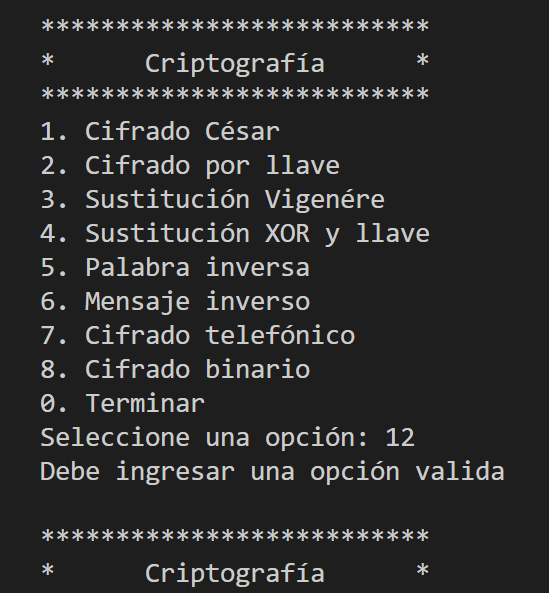 **************************
*      Criptografía      *
**************************
1. Cifrado César
2. Cifrado por llave
3. Sustitución Vigenére
4. Sustitución XOR y llave
5. Palabra inversa
6. Mensaje inverso
7. Cifrado telefónico
8. Cifrado binario
0. Terminar
Seleccione una opción: 12
Debe ingresar una opción valida

**************************
*      Criptografía      *